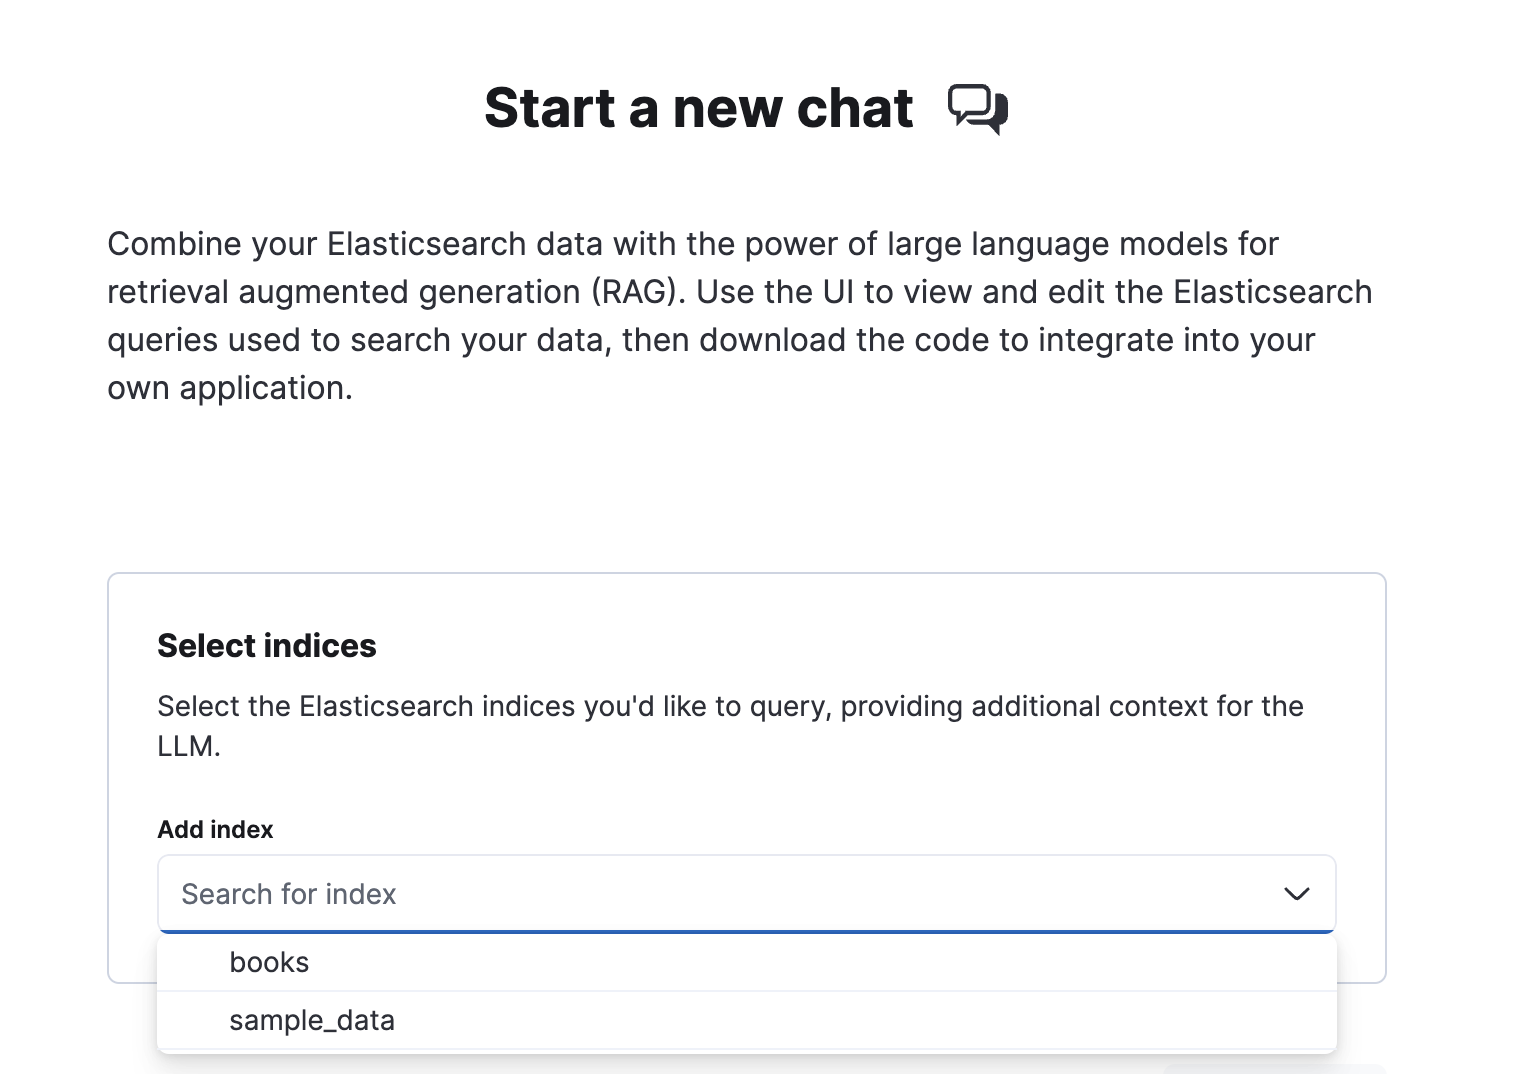 Start a new chat
Combine your Elasticsearch data with the power of large language models for
retrieval augmented generation (RAG). Use the UI to view and edit the Elasticsearch
queries used to search your data, then download the code to integrate into your
own application.
Select indices
Select the Elasticsearch indices you'd like to query, providing additional context for the
LLM.
Add index
Search for index
books
sample_data